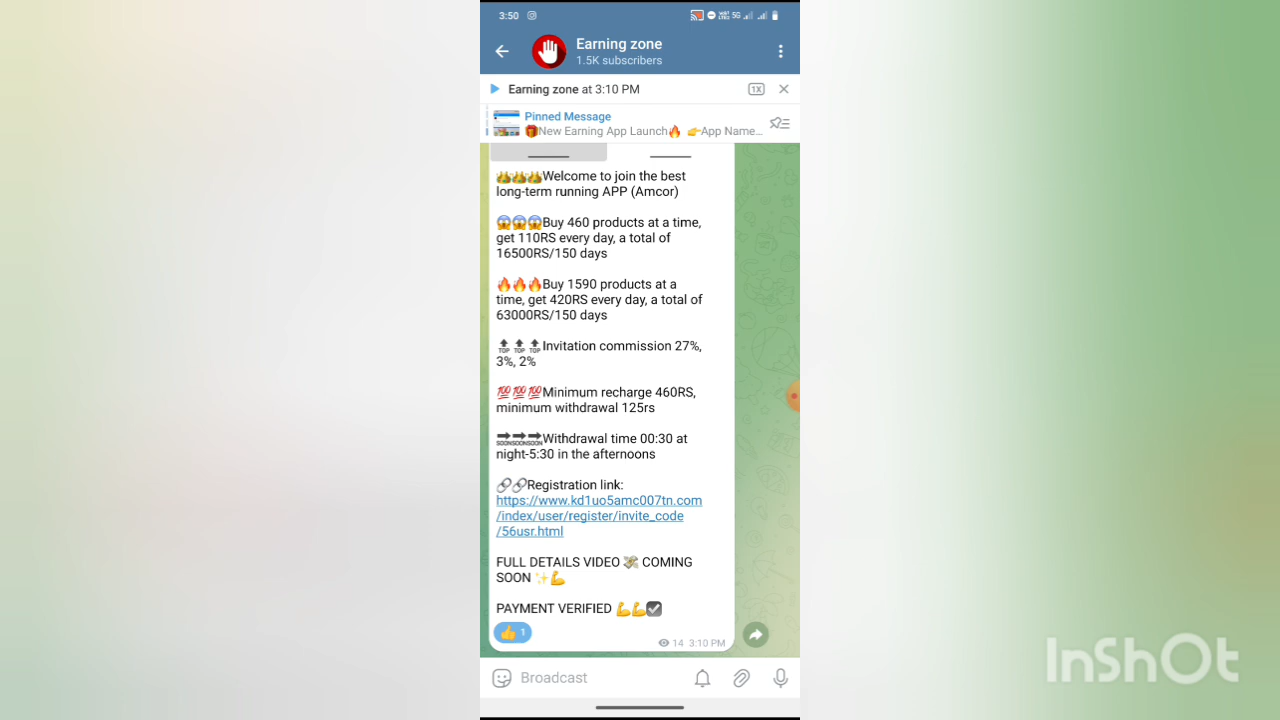 3:50
5G
Earning zone
1.5K subscribers
Earning zone at 3:10 PM
1X
Pinned Message
🎁New Earning App Launch🔥 👉App Name...
👑👑👑Welcome to join the best
long-term running APP (Amcor)
😱😱😱Buy 460 products at a time,
get 110RS every day, a total of
16500RS/150 days
🔥🔥🔥Buy 1590 products at a
time, get 420RS every day, a total of
63000RS/150 days
🔝🔝🔝Invitation commission 27%,
3%, 2%
💯💯💯Minimum recharge 460RS,
minimum withdrawal 125rs
🔜🔜🔜Withdrawal time 00:30 at
night-5:30 in the afternoons
🔗🔗Registration link:
https://www.kd1uo5amc007tn.com
/index/user/register/invite_code
/56usr.html
FULL DETAILS VIDEO 💸 COMING
SOON ✨💪
PAYMENT VERIFIED 💪💪☑️
👍 1
14 3:10 PM
Broadcast
InShOt